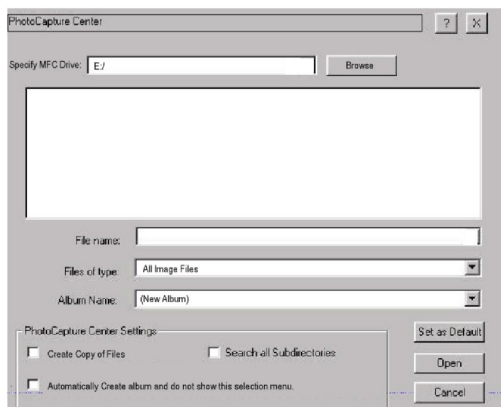 PhotoCapture Center ? X
Specify MFC Drive: E:/ Browse
File name:
Files of type: All Image Files
Album Name: (New Album)
PhotoCapture Center Settings Set as Default
Create Copy of Files Search all Subdirectories
Open
Automatically Create album and do not show this selection menu.
Cancel